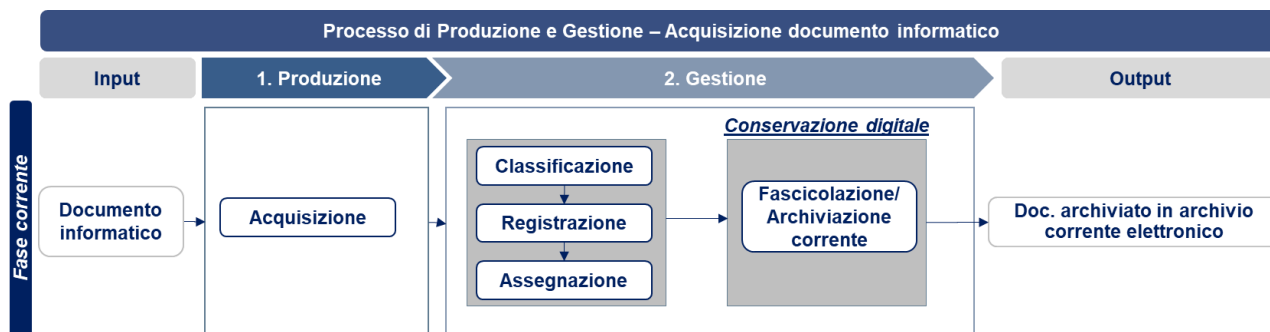 Processo di Produzione e Gestione – Acquisizione documento informatico
Input
1. Produzione
2. Gestione
Output
Fase corrente
Documento
informatico
Acquisizione
Classificazione
Registrazione
Assegnazione
Conservazione digitale
Fascicolazione/
Archiviazione
corrente
Doc. archiviato in archivio
corrente elettronico